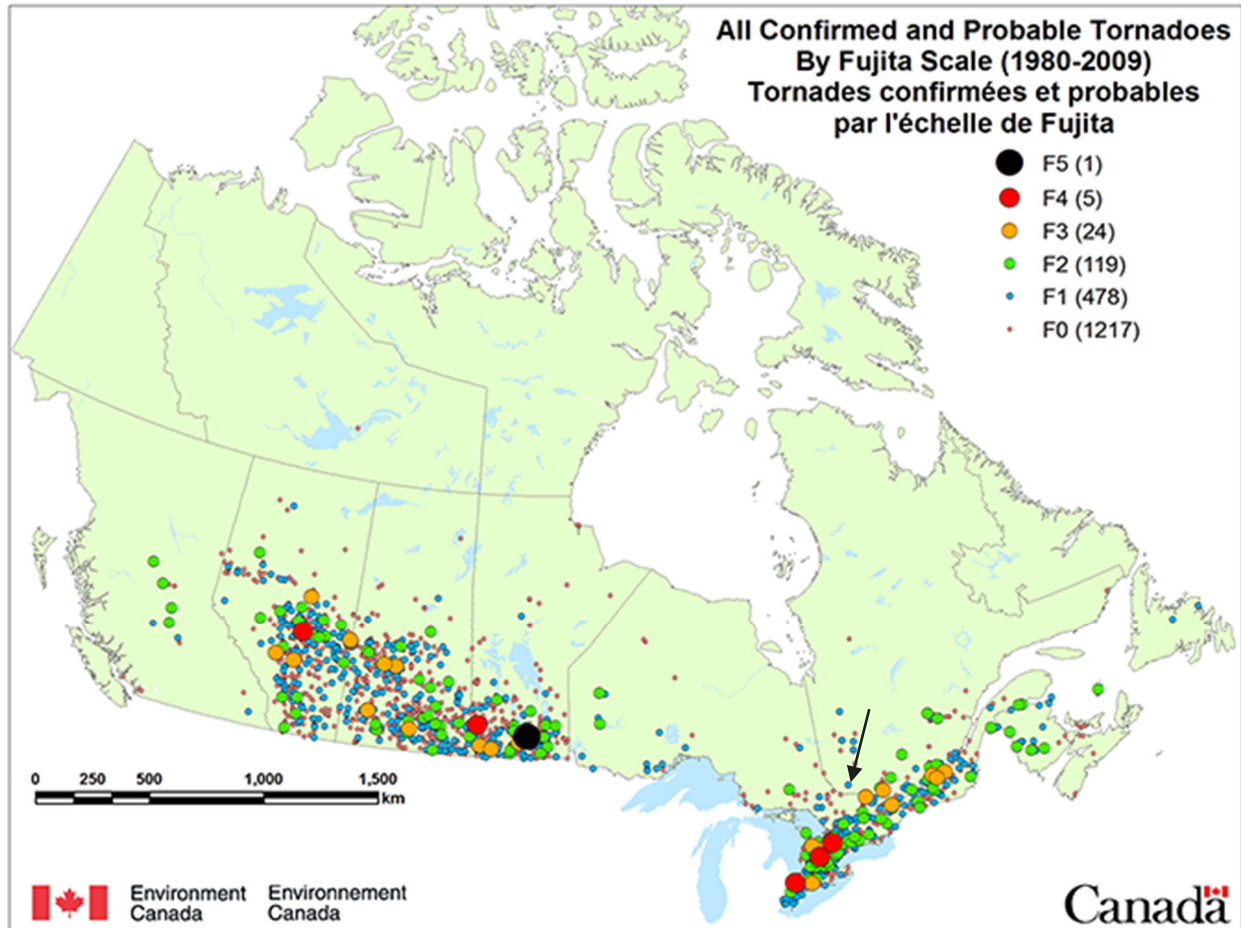 All Confirmed and Probable Tornadoes
By Fujita Scale (1980-2009)
Tornades confirmées et probables
par l'échelle de Fujita
F5 (1)
F4 (5)
F3 (24)
F2 (119)
F1 (478)
F0 (1217)
0 250 500 1,000 1,500
km
Environment Canada
Environnement Canada
Canada